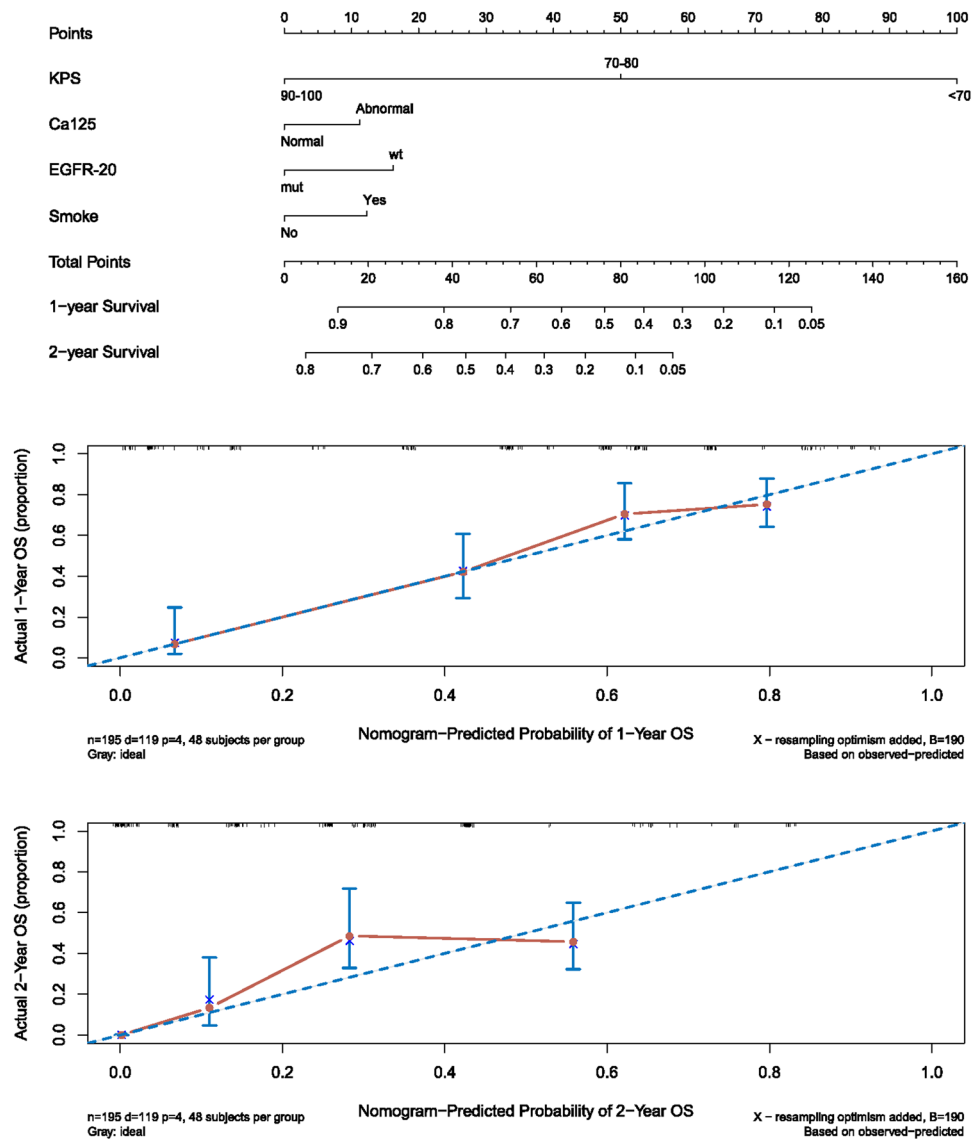 Points 0 10 20 30 40 50 60 70 80 90 100
KPS 70-80
90-100 <70
Ca125 Abnormal
Normal
EGFR-20 wt
mut
Smoke Yes
No
Total Points 0 20 40 60 80 100 120 140 160
1-year Survival
0.9 0.8 0.7 0.6 0.5 0.4 0.3 0.2 0.1 0.05
2-year Survival
0.8 0.7 0.6 0.5 0.4 0.3 0.2 0.1 0.05
Actual 1-Year OS (proportion)
1.0
0.8
0.6
0.4
0.2
0.0
0.0 0.2 0.4 0.6 0.8 1.0
Nomogram-Predicted Probability of 1-Year OS
n=195 d=119 p=4, 48 subjects per group X - resampling optimism added, B=190
Gray: ideal Based on observed-predicted
Actual 2-Year OS (proportion)
1.0
0.8
0.6
0.4
0.2
0.0
0.0 0.2 0.4 0.6 0.8 1.0
Nomogram-Predicted Probability of 2-Year OS
n=195 d=119 p=4, 48 subjects per group X - resampling optimism added, B=190
Gray: ideal Based on observed-predicted